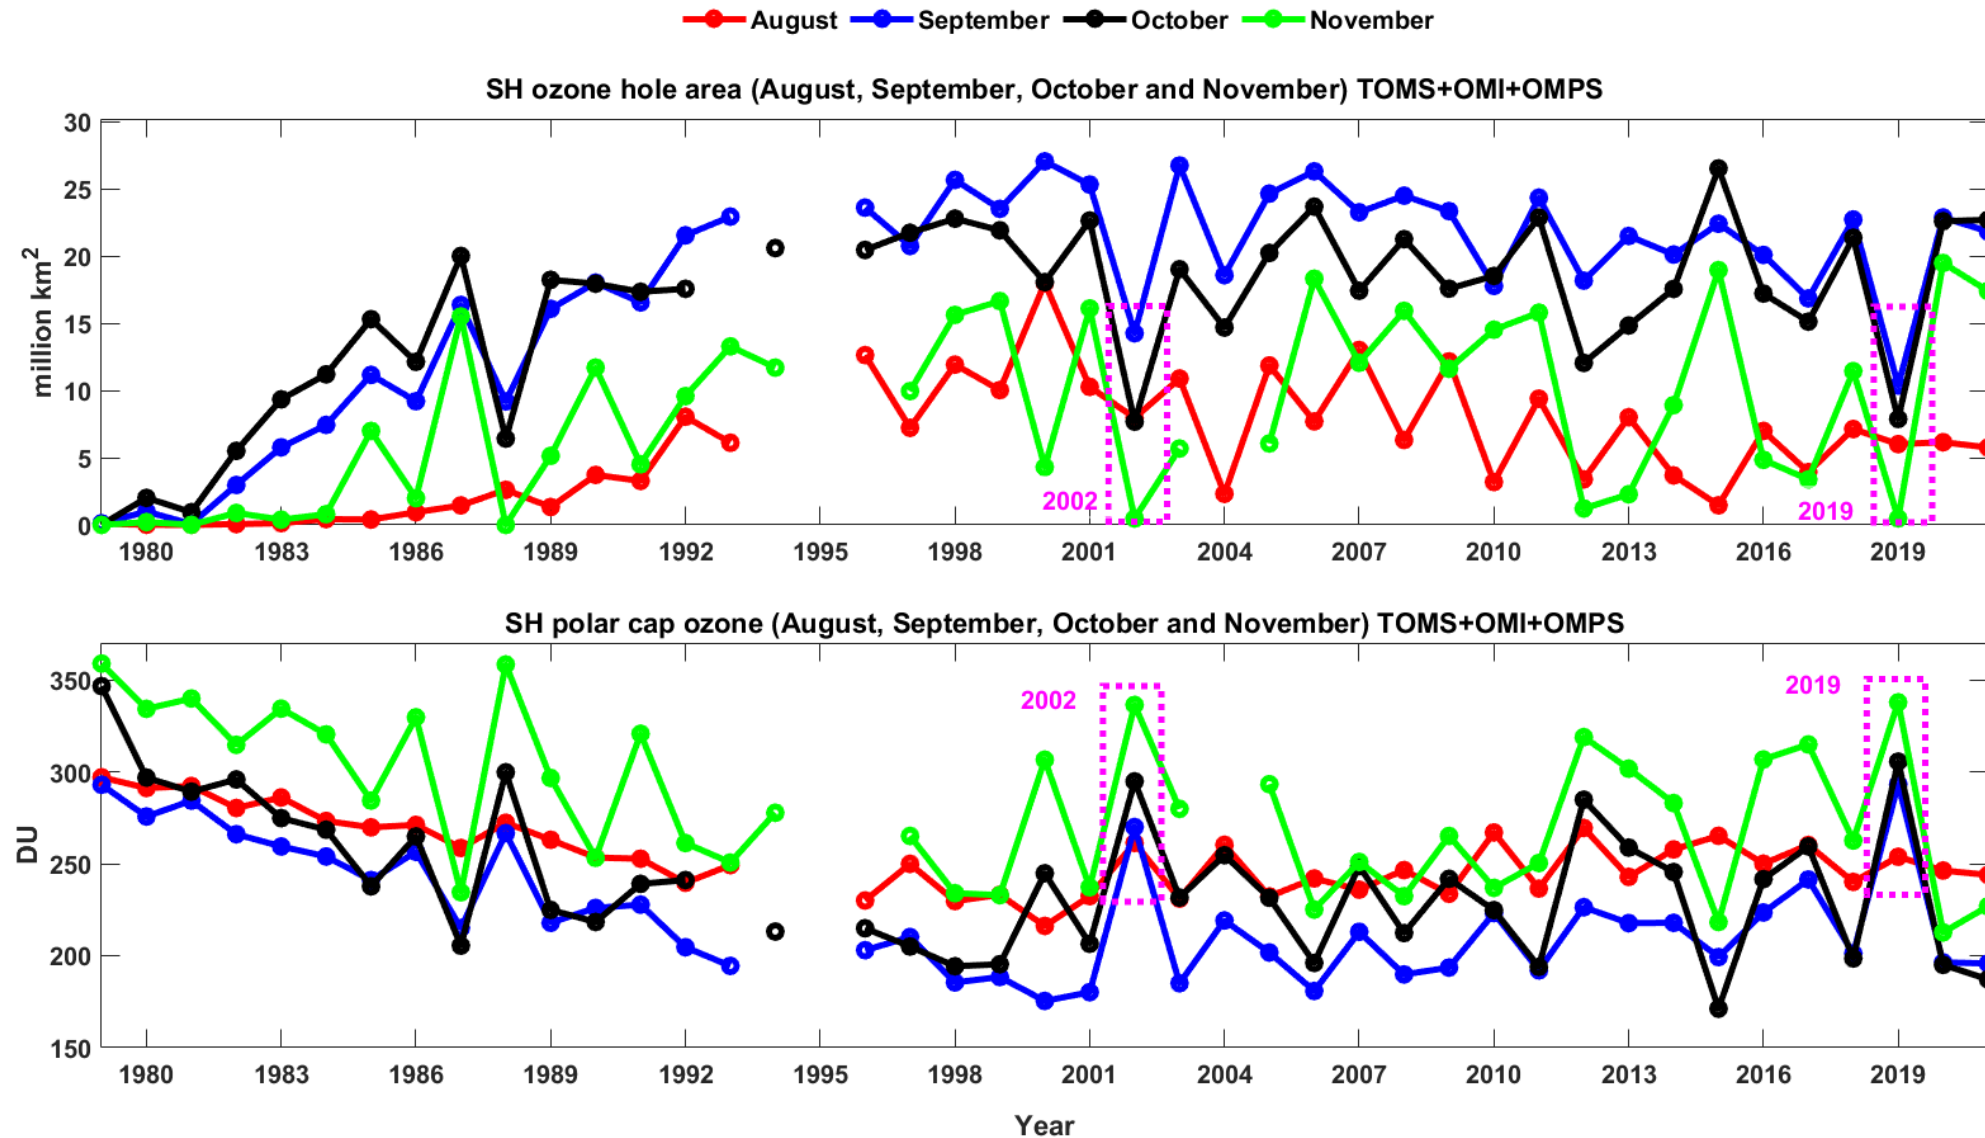 August September October November
SH ozone hole area (August, September, October and November) TOMS+OMI+OMPS
million km²
30
25
20
15
10
5
0
2002
2019
1980 1983 1986 1989 1992 1995 1998 2001 2004 2007 2010 2013 2016 2019
SH polar cap ozone (August, September, October and November) TOMS+OMI+OMPS
DU
350
300
250
200
150
2002
2019
1980 1983 1986 1989 1992 1995 1998 2001 2004 2007 2010 2013 2016 2019
Year